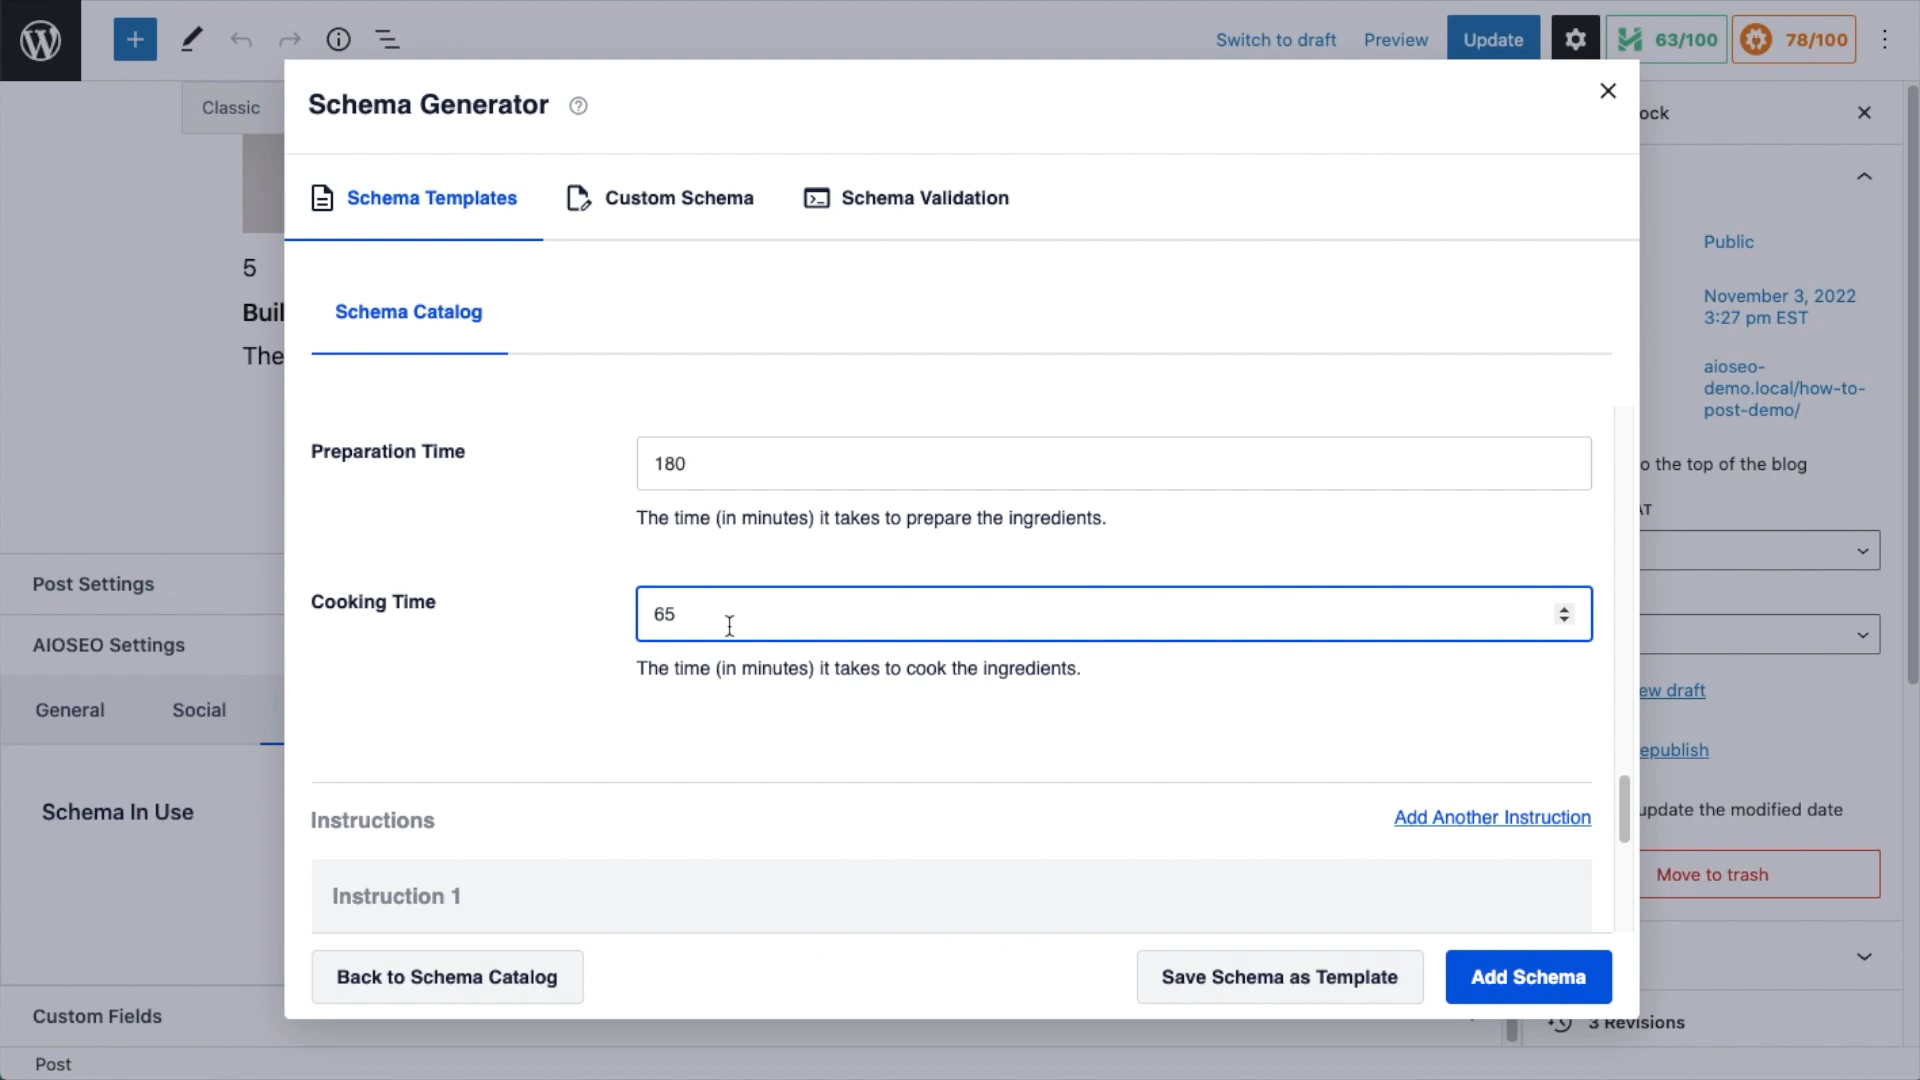 Switch to draft
Preview
Update
63/100
78/100
Classic
Schema Generator
ock
Schema Templates
Custom Schema
Schema Validation
Public
5
Schema Catalog
November 3, 2022
3:27 pm EST
Buil
The
aioseo-
demo.local/how-to-
post-demo/
Preparation Time
180
o the top of the blog
The time (in minutes) it takes to prepare the ingredients.
AT
Post Settings
Cooking Time
65
AIOSEO Settings
The time (in minutes) it takes to cook the ingredients.
ew draft
General
Social
epublish
Schema In Use
Instructions
Add Another Instruction
update the modified date
Instruction 1
Move to trash
Back to Schema Catalog
Save Schema as Template
Add Schema
Custom Fields
3 Revisions
Post